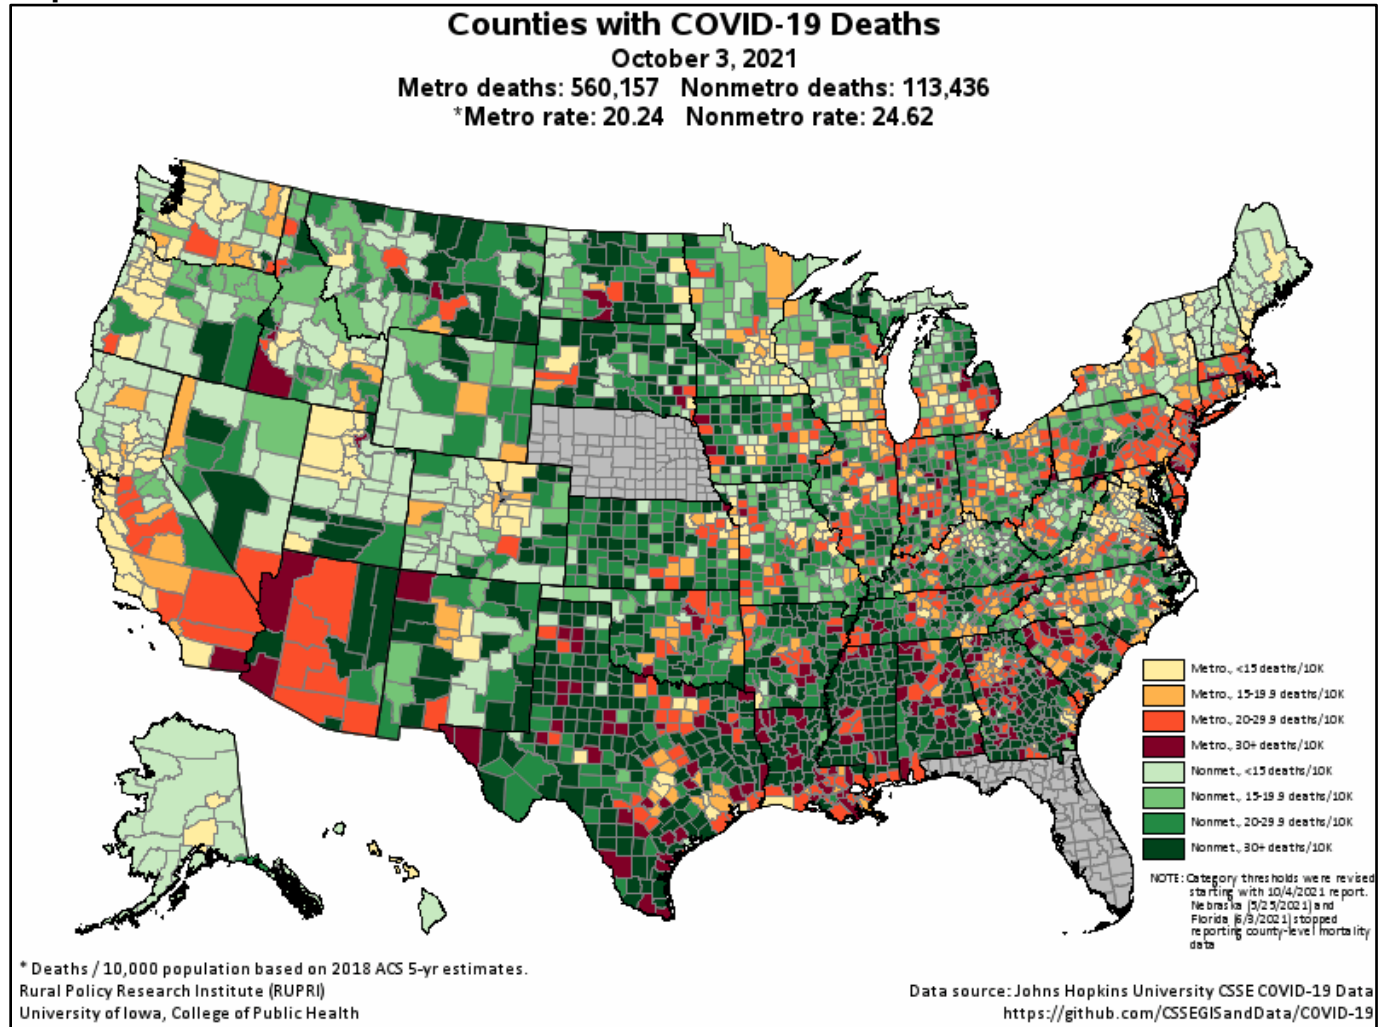 Counties with COVID-19 Deaths
October 3, 2021
Metro deaths: 560,157 Nonmetro deaths: 113,436
*Metro rate: 20.24 Nonmetro rate: 24.62
Metro., <15 deaths/10K
Metro., 15-19.9 deaths/10K
Metro., 20-29.9 deaths/10K
Metro., 30+ deaths/10K
Nonmet., <15 deaths/10K
Nonmet., 15-19.9 deaths/10K
Nonmet., 20-29.9 deaths/10K
Nonmet., 30+ deaths/10K
NOTE: Category thresholds were revised
starting with 10/4/2021 report.
Nebraska (5/25/2021) and
Florida (6/3/2021) stopped
reporting county-level mortality
data
* Deaths / 10,000 population based on 2018 ACS 5-yr estimates.
Rural Policy Research Institute (RUPRI)
University of Iowa, College of Public Health
Data source: Johns Hopkins University CSSE COVID-19 Data
https://github.com/CSSEGISandData/COVID-19